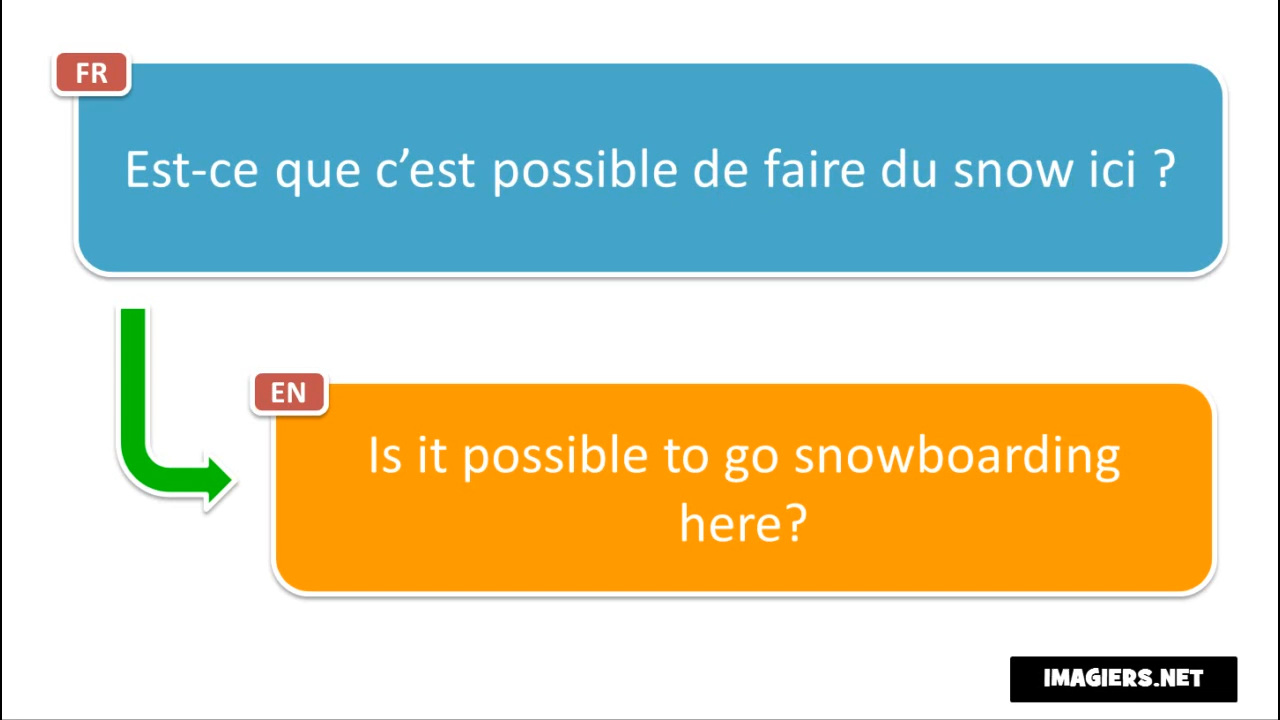 FR
Est-ce que c’est possible de faire du snow ici ?
EN
Is it possible to go snowboarding
here?
IMAGIERS.NET